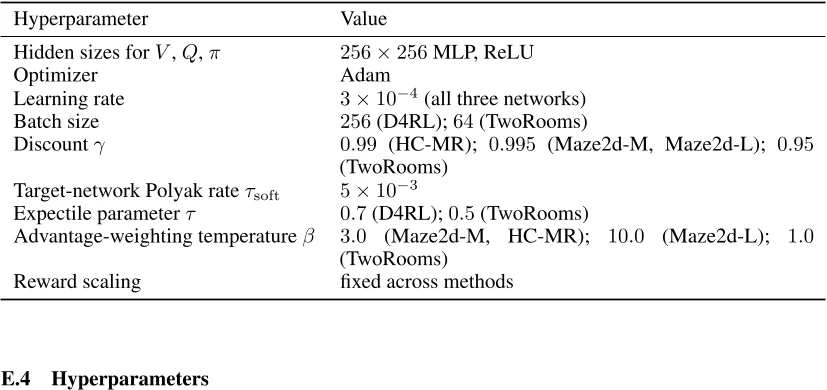 Hyperparameter Value
Hidden sizes for V, Q, π 256 × 256 MLP, ReLU
Optimizer Adam
Learning rate 3 × 10⁻⁴ (all three networks)
Batch size 256 (D4RL); 64 (TwoRooms)
Discount γ 0.99 (HC-MR); 0.995 (Maze2d-M, Maze2d-L); 0.95
(TwoRooms)
Target-network Polyak rate τ_soft 5 × 10⁻³
Expectile parameter τ 0.7 (D4RL); 0.5 (TwoRooms)
Advantage-weighting temperature β 3.0 (Maze2d-M, HC-MR); 10.0 (Maze2d-L); 1.0
(TwoRooms)
Reward scaling fixed across methods
E.4 Hyperparameters